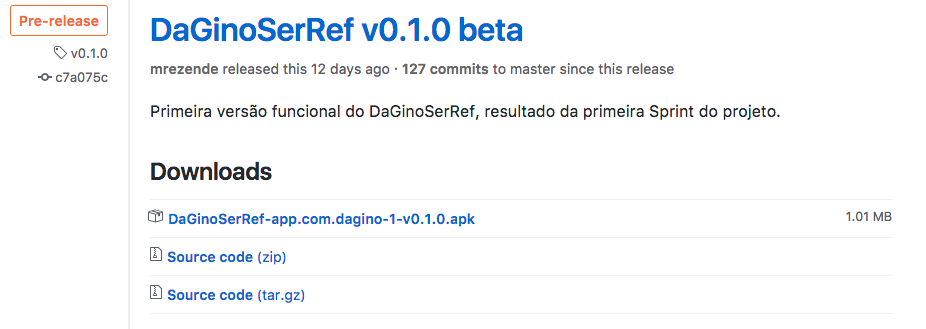 Pre-release
v0.1.0
c7a075c
DaGinoSerRef v0.1.0 beta
mrezende released this 12 days ago · 127 commits to master since this release
Primeira versão funcional do DaGinoSerRef, resultado da primeira Sprint do projeto.
Downloads
DaGinoSerRef-app.com.dagino-1-v0.1.0.apk 1.01 MB
Source code (zip)
Source code (tar.gz)